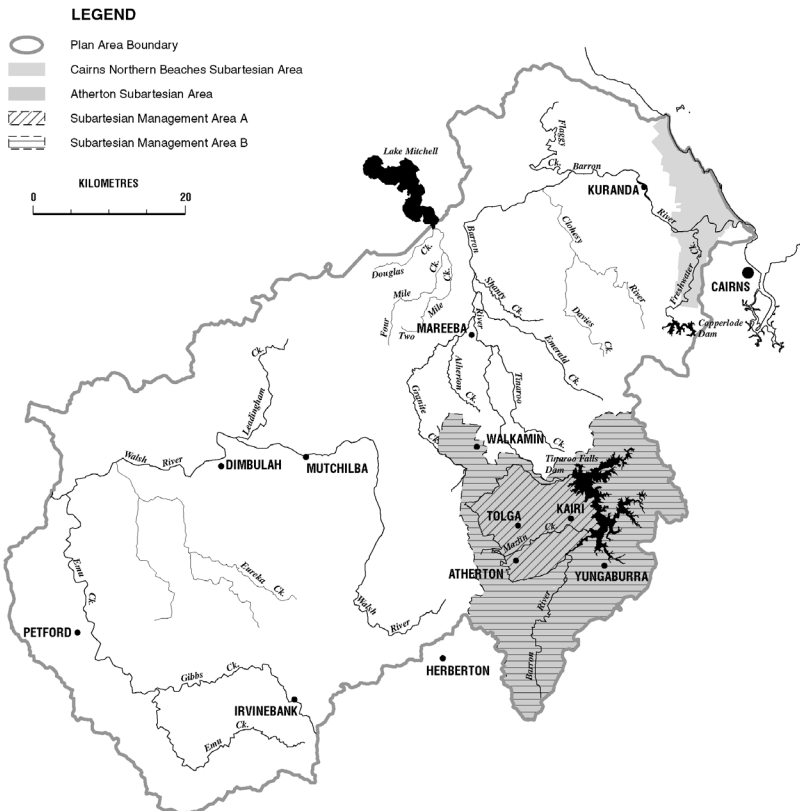 LEGEND
Plan Area Boundary
Cairns Northern Beaches Subartesian Area
Atherton Subartesian Area
Subartesian Management Area A
Subartesian Management Area B
KILOMETRES
0 20
Lake Mitchell
Flaggy
Ck.
Barron
KURANDA
River
Clohesy
River
Barron
River
Ck.
Ck.
Ck.
Douglas
Mile
Four
Mile
Two
Shanty
Ck.
Freshwater
Ck.
CAIRNS
Copperlode
Dam
Davies
Ck.
MAREEBA
Emerald
Ck.
Atherton
Ck.
Tinaroo
Ck.
Granite
Ck.
Ck.
Leadingham
WALKAMIN
Tinaroo Falls
Dam
Walsh
River
DIMBULAH
MUTCHILBA
TOLGA
KAIRI
Ck.
Mazlin
ATHERTON
YUNGABURRA
Emu
Ck.
Eureka
Ck.
Walsh
River
River
Barron
PETFORD
HERBERTON
Gibbs
Ck.
IRVINEBANK
Ck.
Emu